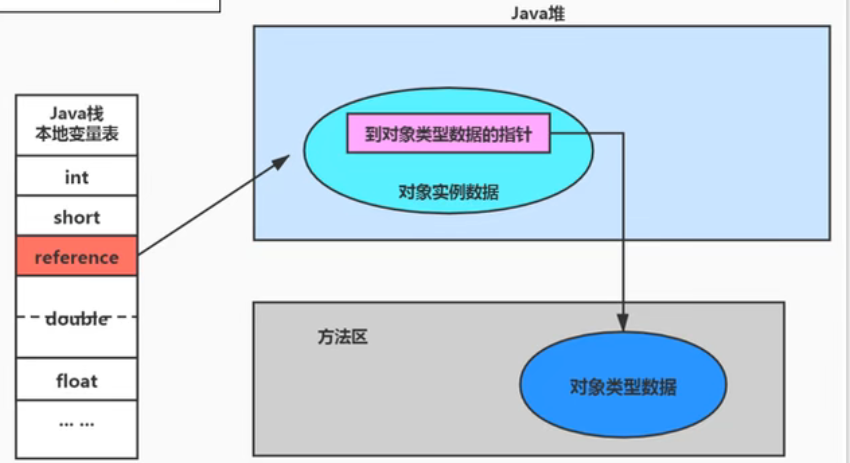 Java堆
Java栈
本地变量表
int
short
reference
double
float
... ...
到对象类型数据的指针
对象实例数据
方法区
对象类型数据